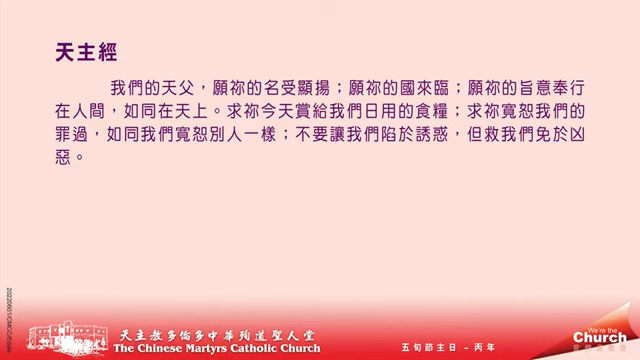 天主經
我們的天父，願祢的名受顯揚；願祢的國來臨；願祢的旨意奉行
在人間，如同在天上。求祢今天賞給我們日用的食糧；求祢寬恕我們的
罪過，如同我們寬恕別人一樣；不要讓我們陷於誘惑，但救我們免於凶
惡。
天主教多倫多中華殉道聖人堂
The Chinese Martyrs Catholic Church
五旬節主日 – 丙年
We're the
Church